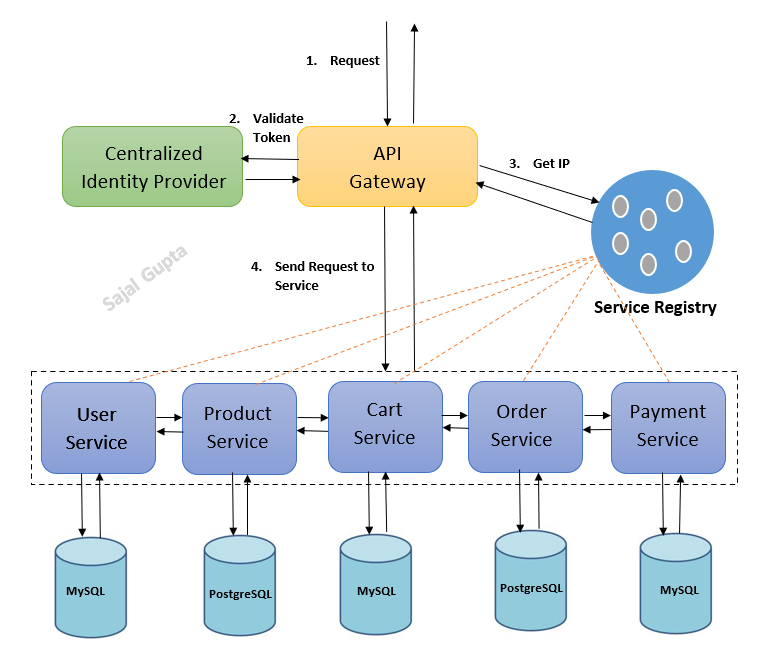 1. Request
2. Validate
Token
Centralized
Identity Provider
API
Gateway
3. Get IP
Sajal Gupta
4. Send Request to
Service
Service Registry
User
Service
Product
Service
Cart
Service
Order
Service
Payment
Service
MySQL
PostgreSQL
MySQL
PostgreSQL
MySQL